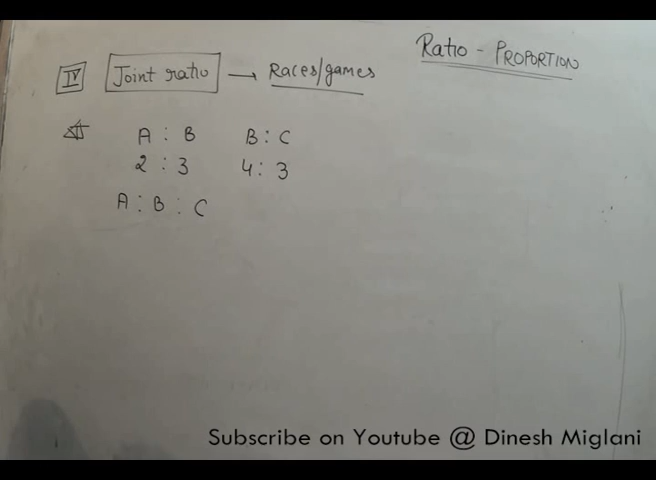 Ratio - PROPORTION
IV Joint ratio → Races/games
A : B B : C
2 : 3 4 : 3
A : B : C
Subscribe on Youtube @ Dinesh Miglani